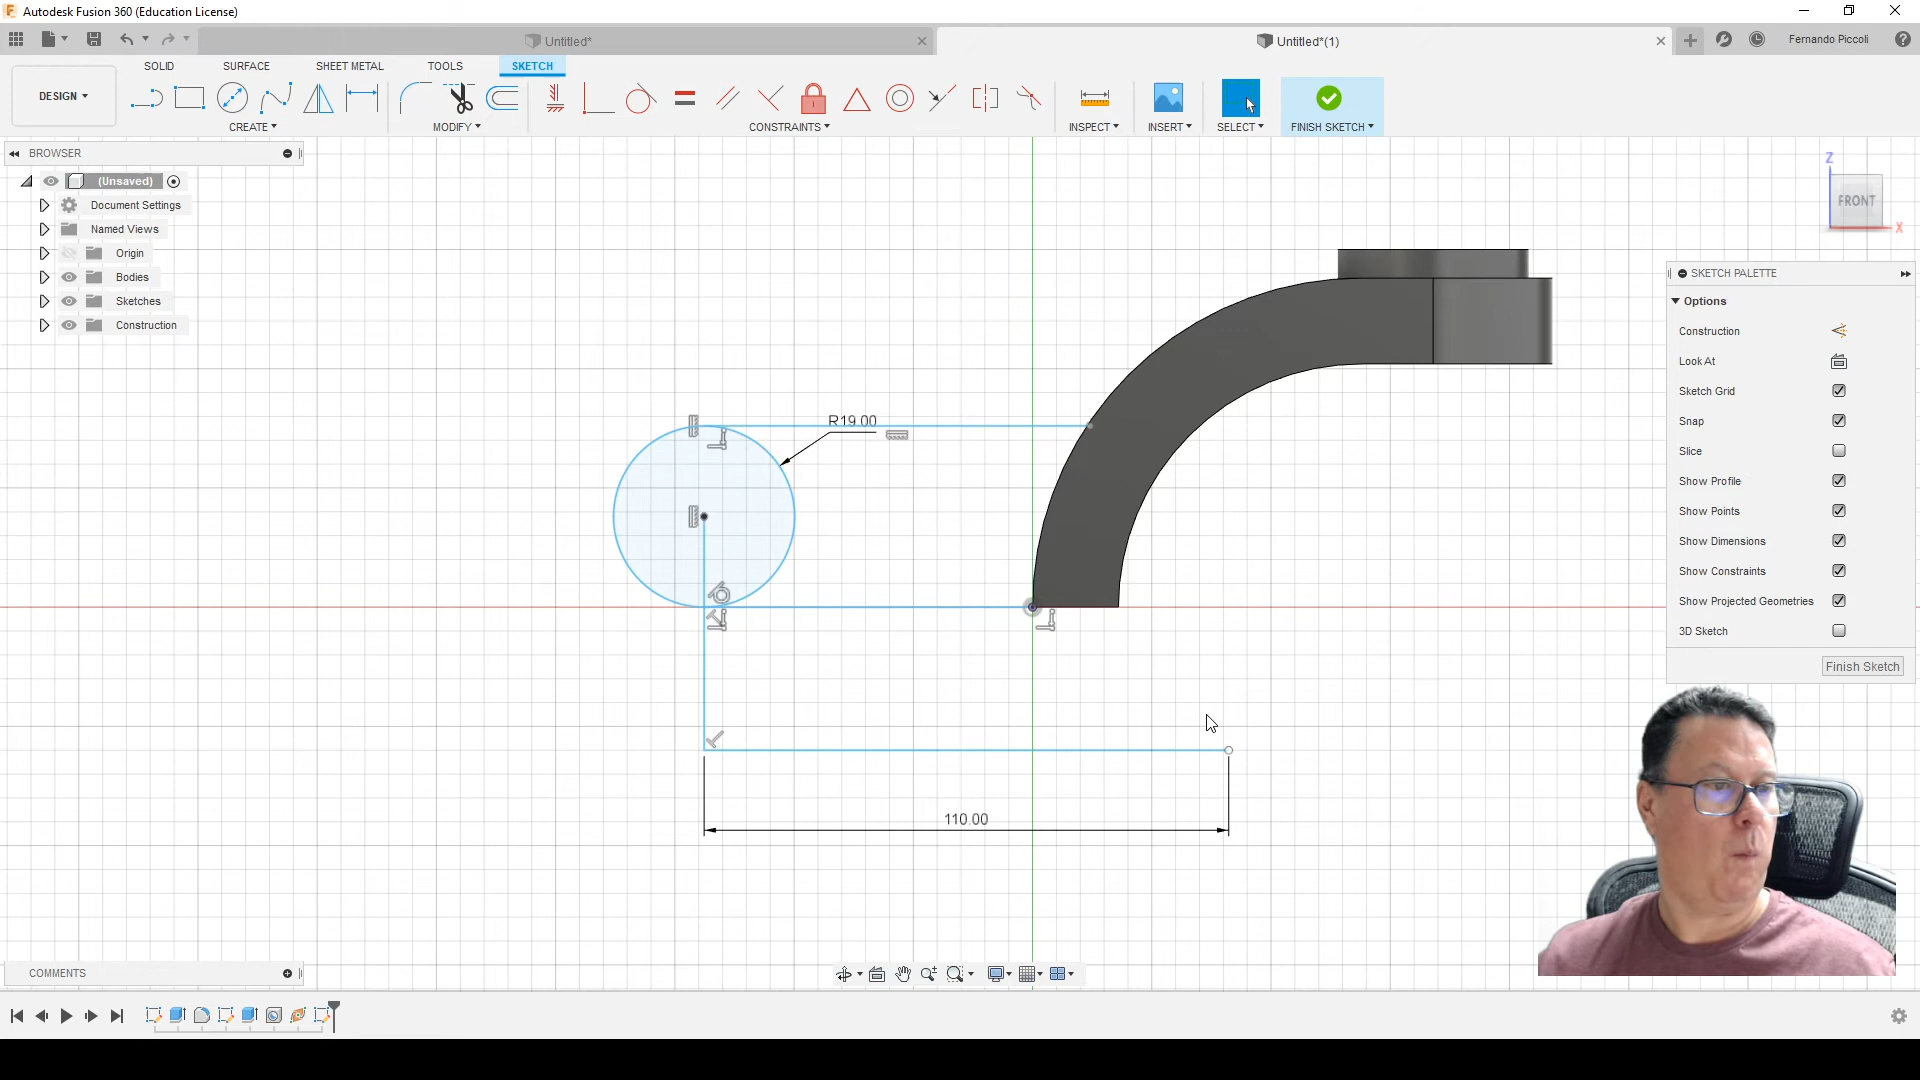 Autodesk Fusion 360 (Education License)
Untitled*
Untitled*(1)
Fernando Piccoli
SOLID SURFACE SHEET METAL TOOLS SKETCH
DESIGN
CREATE MODIFY CONSTRAINTS INSPECT INSERT SELECT FINISH SKETCH
BROWSER
(Unsaved)
Document Settings
Named Views
Origin
Bodies
Sketches
Construction
Z
FRONT
X
SKETCH PALETTE
Options
Construction
Look At
Sketch Grid
Snap
Slice
Show Profile
Show Points
Show Dimensions
Show Constraints
Show Projected Geometries
3D Sketch
Finish Sketch
R19.00
110.00
COMMENTS